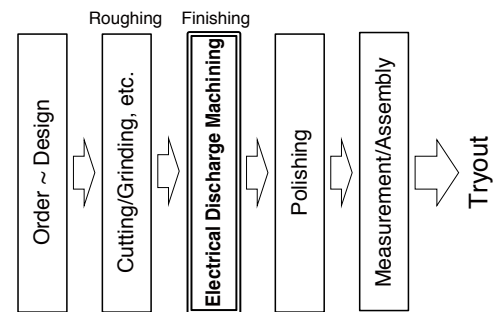 Roughing Finishing
Order ~ Design
Cutting/Grinding, etc.
Electrical Discharge Machining
Polishing
Measurement/Assembly
Tryout